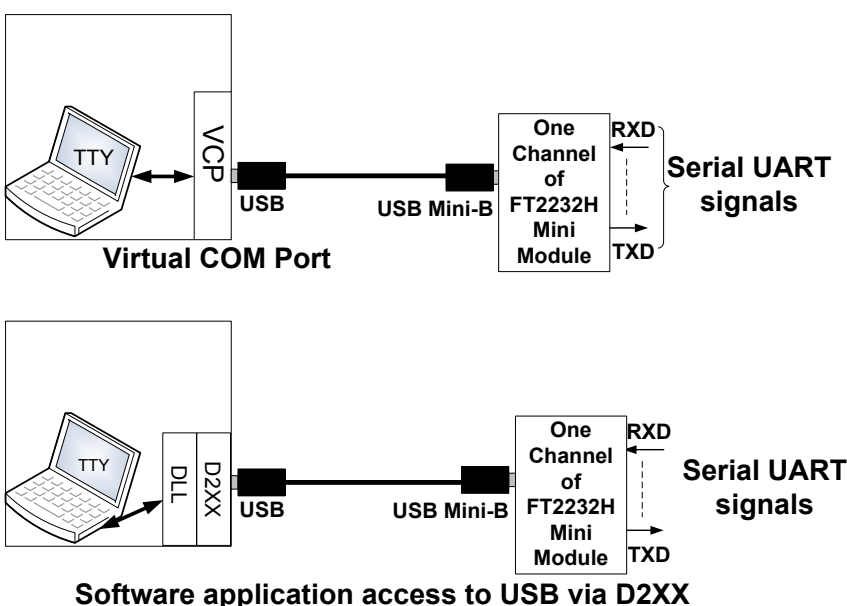 TTY
VCP
USB
USB Mini-B
One
Channel
of
FT2232H
Mini
Module
RXD
TXD
Serial UART
signals
Virtual COM Port
TTY
DLL
D2XX
USB
USB Mini-B
One
Channel
of
FT2232H
Mini
Module
RXD
TXD
Serial UART
signals
Software application access to USB via D2XX